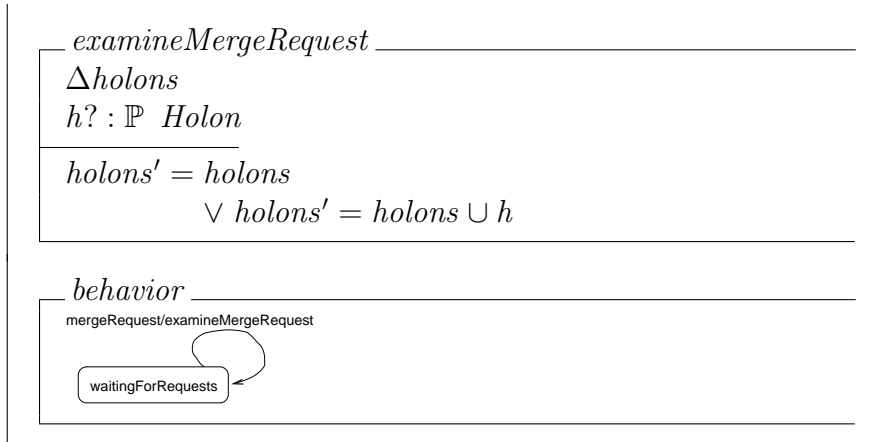 examineMergeRequest
Δholons
h? : ℙ Holon
holons′ = holons
∨ holons′ = holons ∪ h
behavior
mergeRequest/examineMergeRequest
waitingForRequests